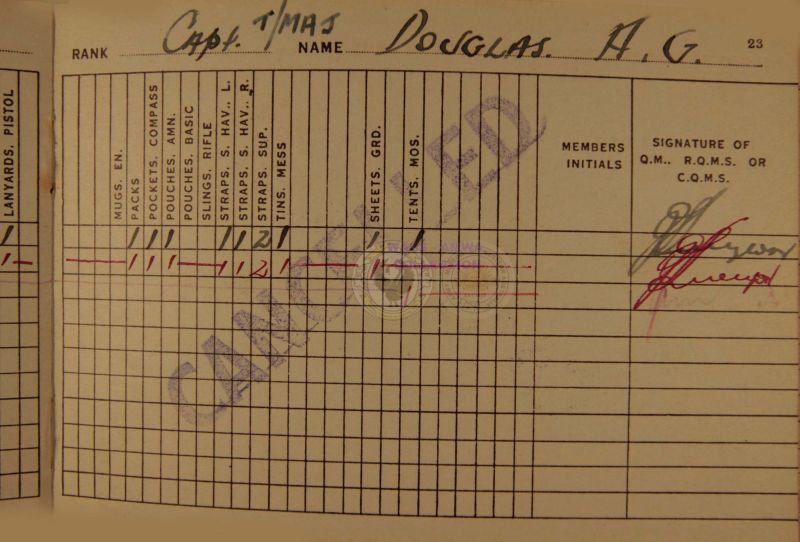 RANK Capt. T/MAJ NAME DOUGLAS. A. G. 23
LANYARDS. PISTOL
MUGS. EN.
PACKS
POCKETS. COMPASS
POUCHES. AMN.
POUCHES. BASIC
SLINGS. RIFLE
STRAPS. S. HAV.. L.
STRAPS. S. HAV.. R.
STRAPS. SUP.
TINS. MESS
SHEETS. GRD.
TENTS. MOS.
MEMBERS
INITIALS
SIGNATURE OF
Q.M.. R.Q.M.S. OR
C.Q.M.S.
1 1 1 1 1 1 2 1 1 1
1 1 1 1 1 1 2 1 1
1
CANCELLED